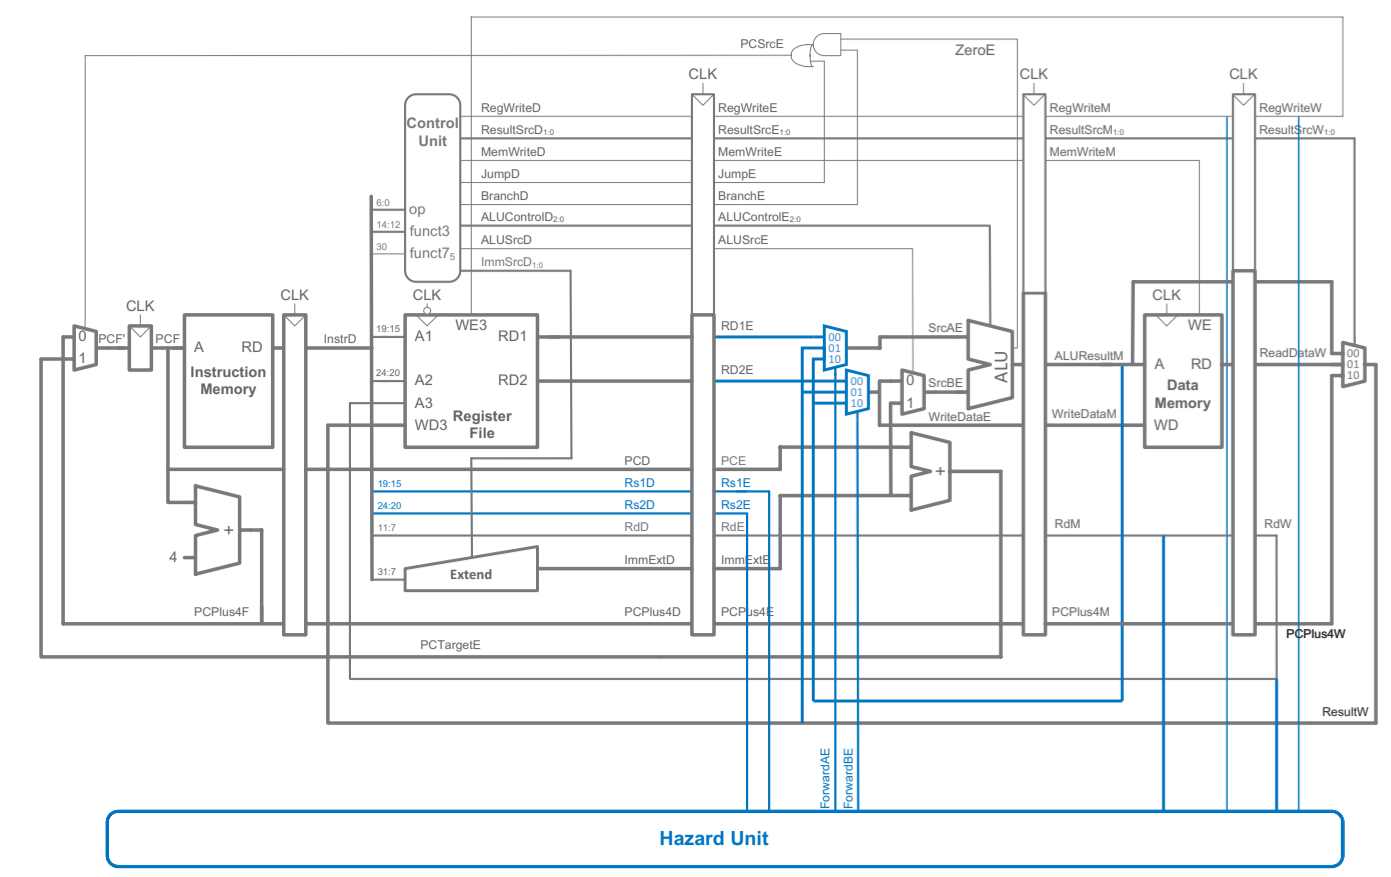 PCSrcE
ZeroE
CLK
CLK
CLK
Control
Unit
RegWriteD
RegWriteE
RegWriteM
RegWriteW
ResultSrcD1:0
ResultSrcE1:0
ResultSrcM1:0
ResultSrcW1:0
MemWriteD
MemWriteE
MemWriteM
JumpD
JumpE
BranchD
BranchE
6:0
op
ALUControlD2:0
ALUControlE2:0
14:12
funct3
ALUSrcD
ALUSrcE
30
funct75
ImmSrcD1:0
CLK
CLK
CLK
CLK
0
1
PCF'
PCF
A
RD
Instruction
Memory
InstrD
19:15
A1
WE3
RD1
24:20
A2
RD2
A3
WD3
Register
File
RD1E
RD2E
00
01
10
00
01
10
SrcAE
0
1
SrcBE
ALU
WriteDataE
ALUResultM
WriteDataM
WE
A
RD
Data
Memory
WD
ReadDataW
00
01
10
PCD
PCE
+
19:15
Rs1D
Rs1E
24:20
Rs2D
Rs2E
11:7
RdD
RdE
RdM
RdW
+
4
31:7
Extend
ImmExtD
ImmExtE
PCPlus4F
PCPlus4D
PCPlus4E
PCPlus4M
PCPlus4W
PCTargetE
ResultW
ForwardAE
ForwardBE
Hazard Unit